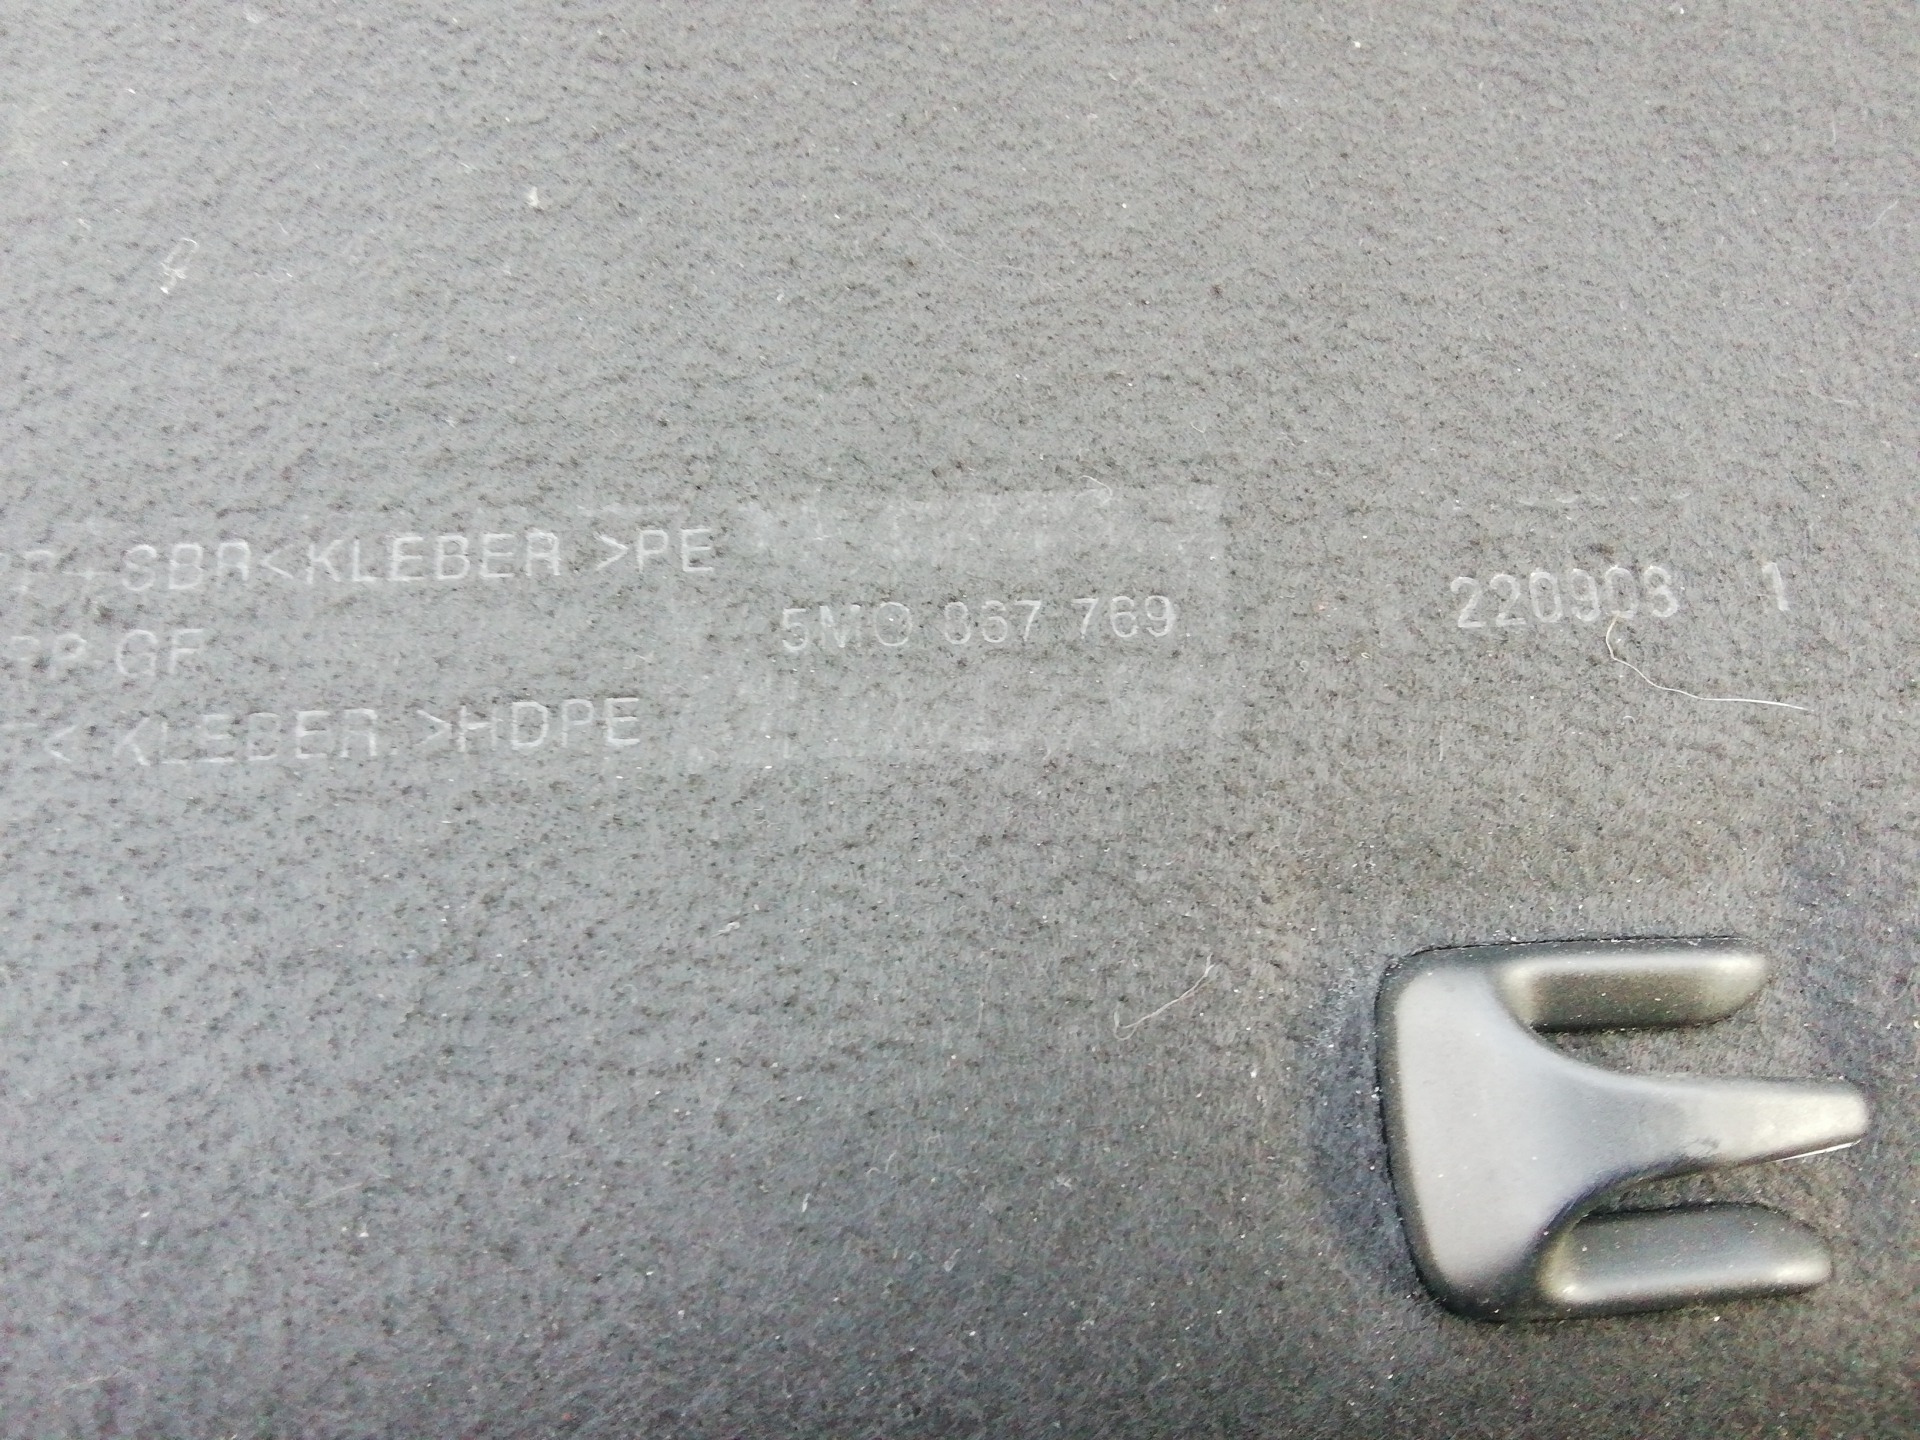 P+SBR<KLEBER >PE
5M0 867 769
220903 1
PP GF
< KLEBER >HDPE